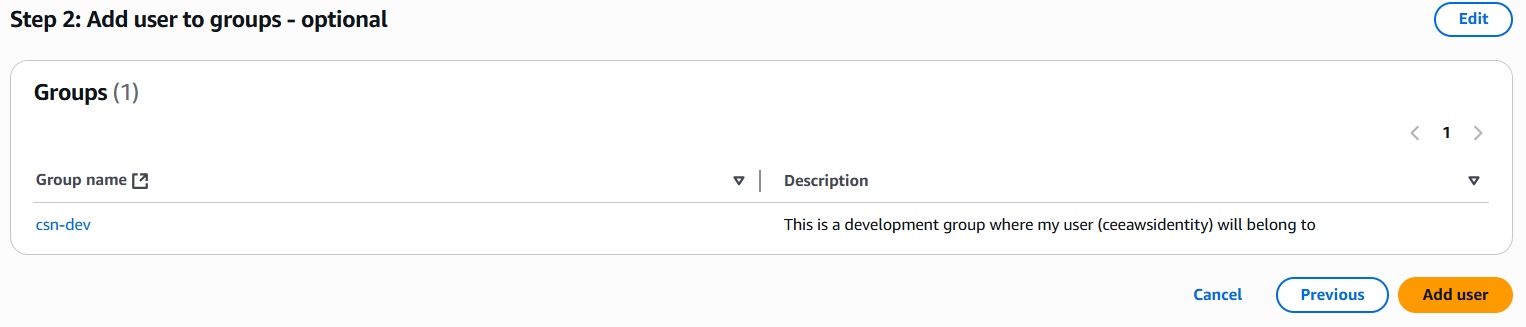 Step 2: Add user to groups - optional
Edit
Groups (1)
1
Group name
Description
csn-dev
This is a development group where my user (ceeawsidentity) will belong to
Cancel
Previous
Add user